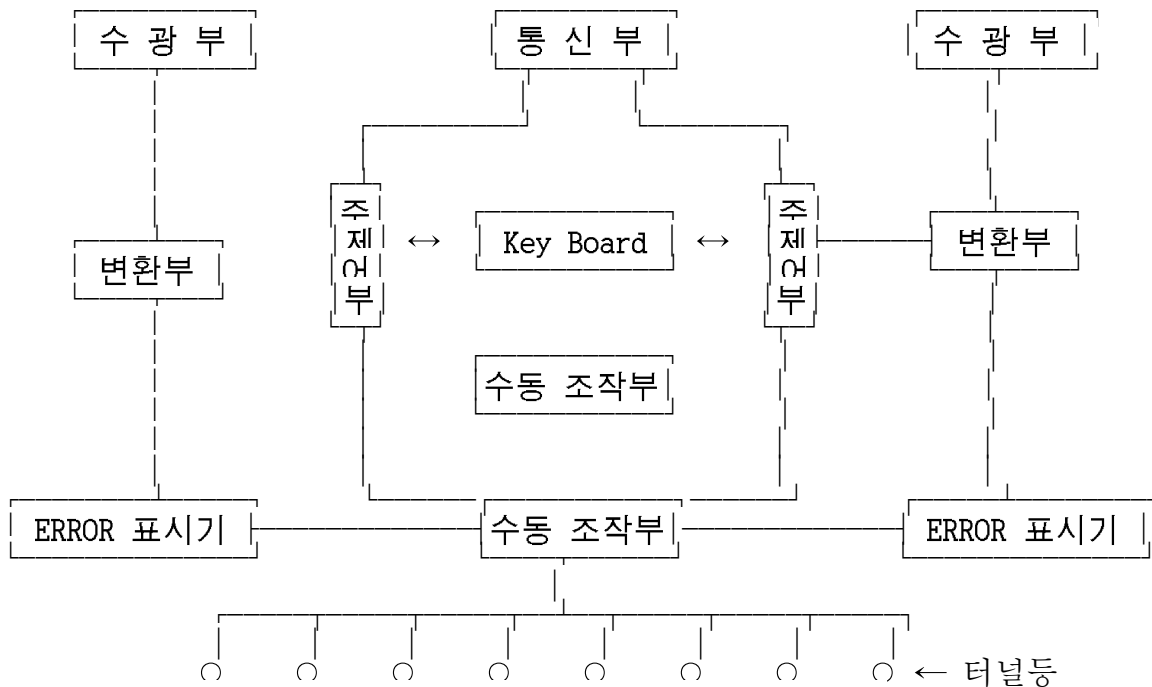 수 광 부
통 신 부
수 광 부
주제어부
Key Board
주제어부
변환부
변환부
수동 조작부
ERROR 표시기
수동 조작부
ERROR 표시기
← 터널등